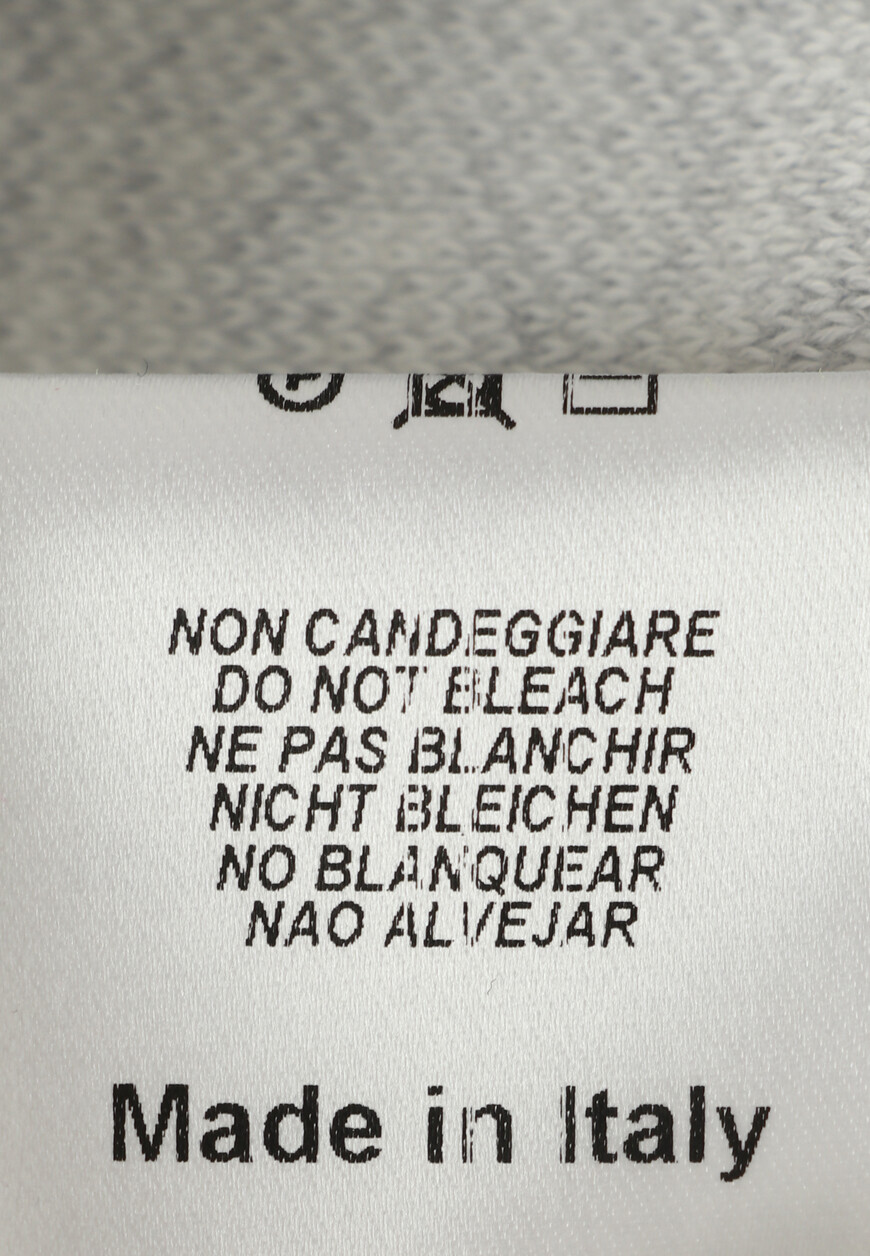 NON CANDEGGIARE
DO NOT BLEACH
NE PAS BLANCHIR
NICHT BLEICHEN
NO BLANQUEAR
NAO ALVEJAR
Made in Italy